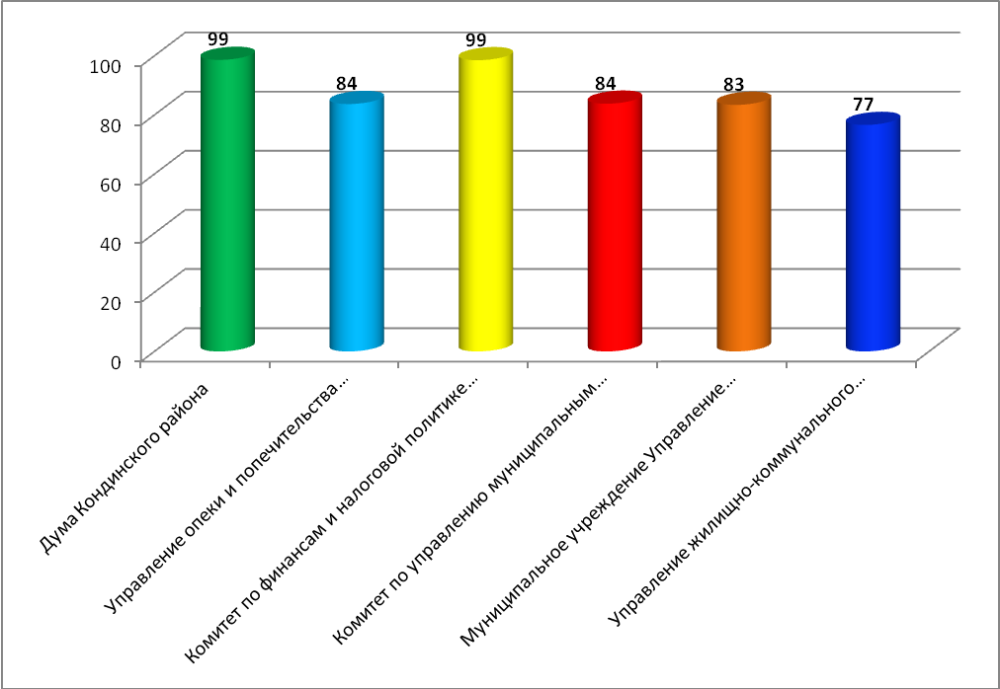 99
84
99
84
83
77
100
80
60
40
20
0
Дума Кондинского района
Управление опеки и попечительства...
Комитет по финансам и налоговой политике...
Комитет по управлению муниципальным...
Муниципальное учреждение Управление...
Управление жилищно-коммунального...